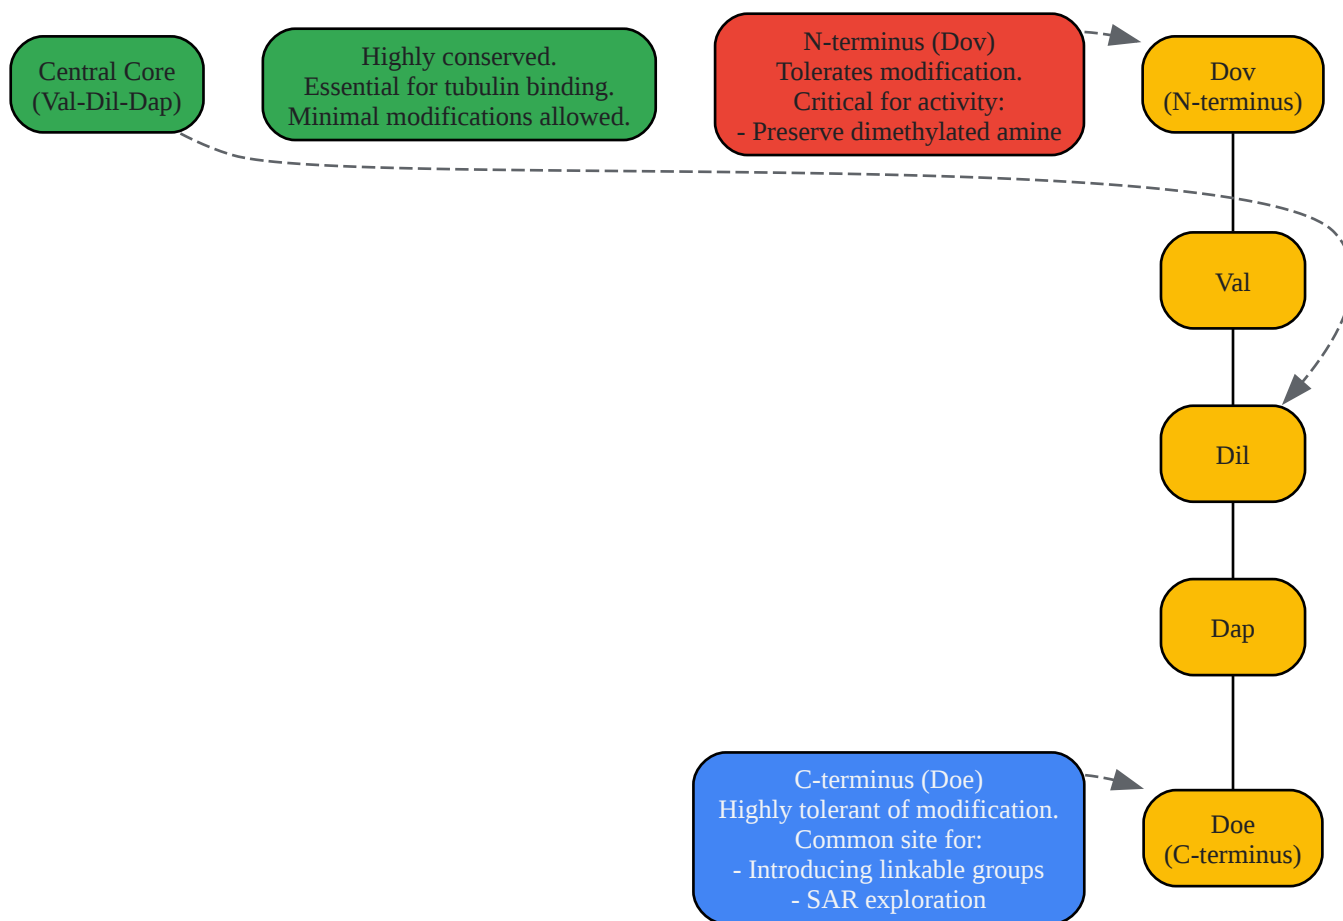 Central Core
(Val-Dil-Dap)
Highly conserved.
Essential for tubulin binding.
Minimal modifications allowed.
N-terminus (Dov)
Tolerates modification.
Critical for activity:
- Preserve dimethylated amine
Dov
(N-terminus)
Val
Dil
Dap
C-terminus (Doe)
Highly tolerant of modification.
Common site for:
- Introducing linkable groups
- SAR exploration
Doe
(C-terminus)